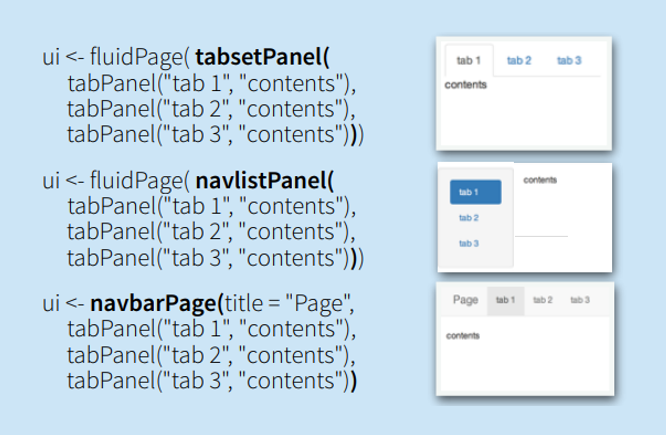 ui <- fluidPage( tabsetPanel(
tabPanel("tab 1", "contents"),
tabPanel("tab 2", "contents"),
tabPanel("tab 3", "contents")))
tab 1 tab 2 tab 3
contents
ui <- fluidPage( navlistPanel(
tabPanel("tab 1", "contents"),
tabPanel("tab 2", "contents"),
tabPanel("tab 3", "contents")))
tab 1
tab 2
tab 3
contents
ui <- navbarPage(title = "Page",
tabPanel("tab 1", "contents"),
tabPanel("tab 2", "contents"),
tabPanel("tab 3", "contents"))
Page tab 1 tab 2 tab 3
contents